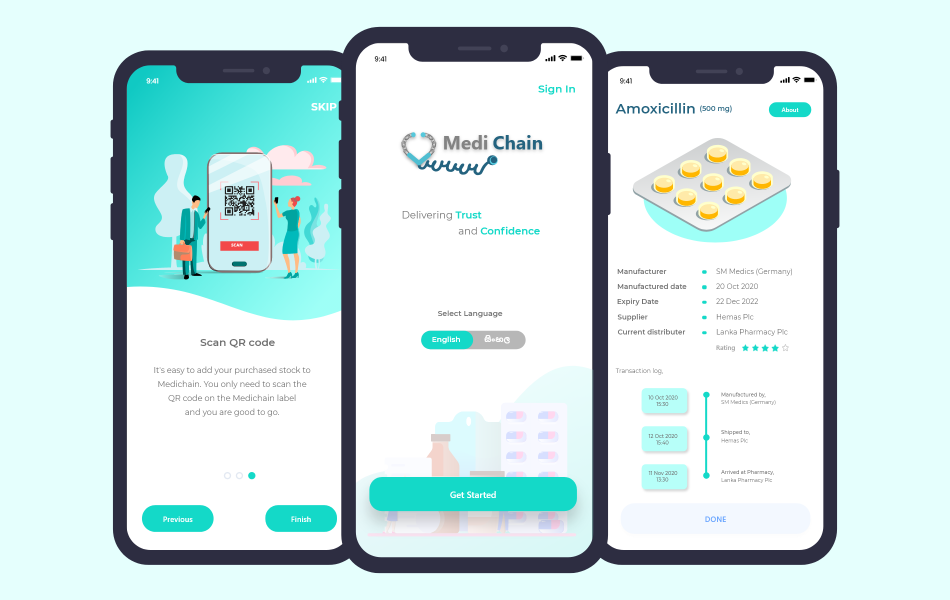 9:41
SKIP
SCAN
Scan QR code
It's easy to add your purchased stock to
Medichain. You only need to scan the
QR code on the Medichain label
and you are good to go.
Previous
Finish
9:41
Sign In
Medi Chain
Delivering Trust
and Confidence
Select Language
English
Get Started
9:41
Amoxicillin (500 mg)
About
Manufacturer SM Medics (Germany)
Manufactured date 20 Oct 2020
Expiry Date 22 Dec 2022
Supplier Hemas Plc
Current distributer Lanka Pharmacy Plc
Rating
Transaction log,
10 Oct 2020
15:30
Manufactured by,
SM Medics (Germany)
12 Oct 2020
15:40
Shipped to,
Hemas Plc
11 Nov 2020
13:30
Arrived at Pharmacy,
Lanka Pharmacy Plc
DONE